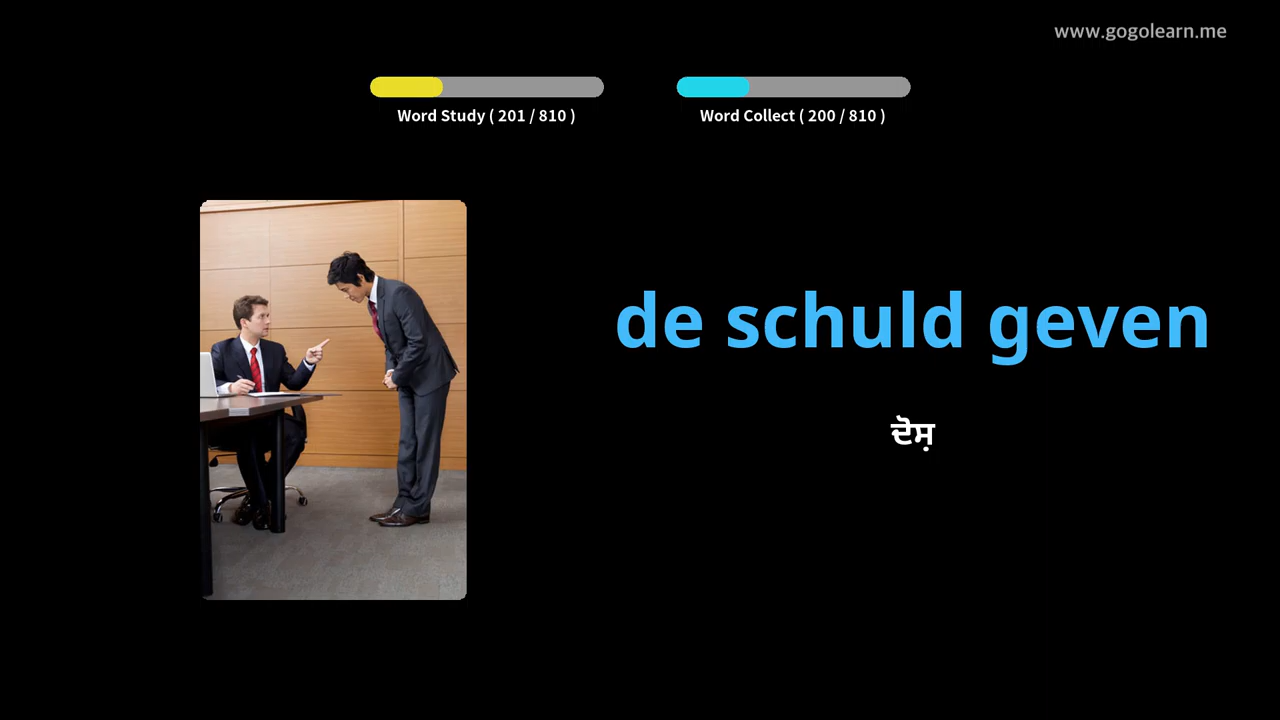 www.gogolearn.me
Word Study ( 201 / 810 )
Word Collect ( 200 / 810 )
de schuld geven
ਦੋਸ਼